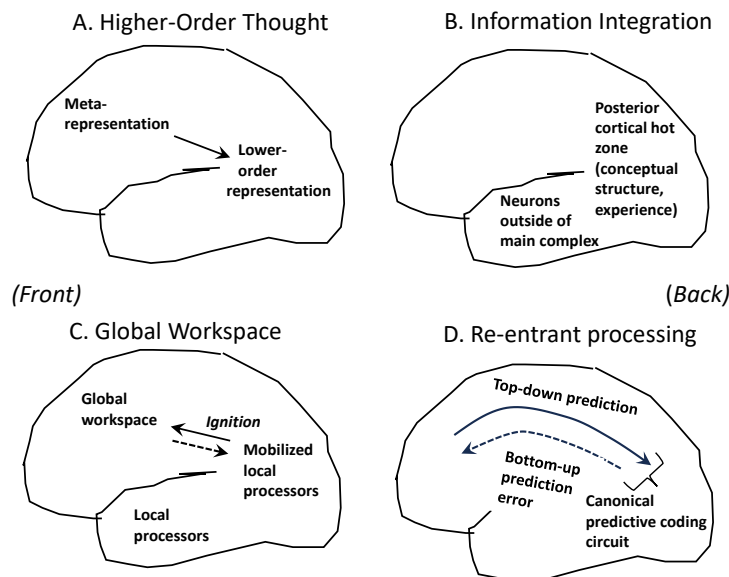 A. Higher-Order Thought
Meta-
representation
Lower-
order
representation
B. Information Integration
Posterior
cortical hot
zone
(conceptual
structure,
experience)
Neurons
outside of
main complex
(Front)
(Back)
C. Global Workspace
Global
workspace
Ignition
Mobilized
local
processors
Local
processors
D. Re-entrant processing
Top-down prediction
Bottom-up
prediction
error
Canonical
predictive coding
circuit